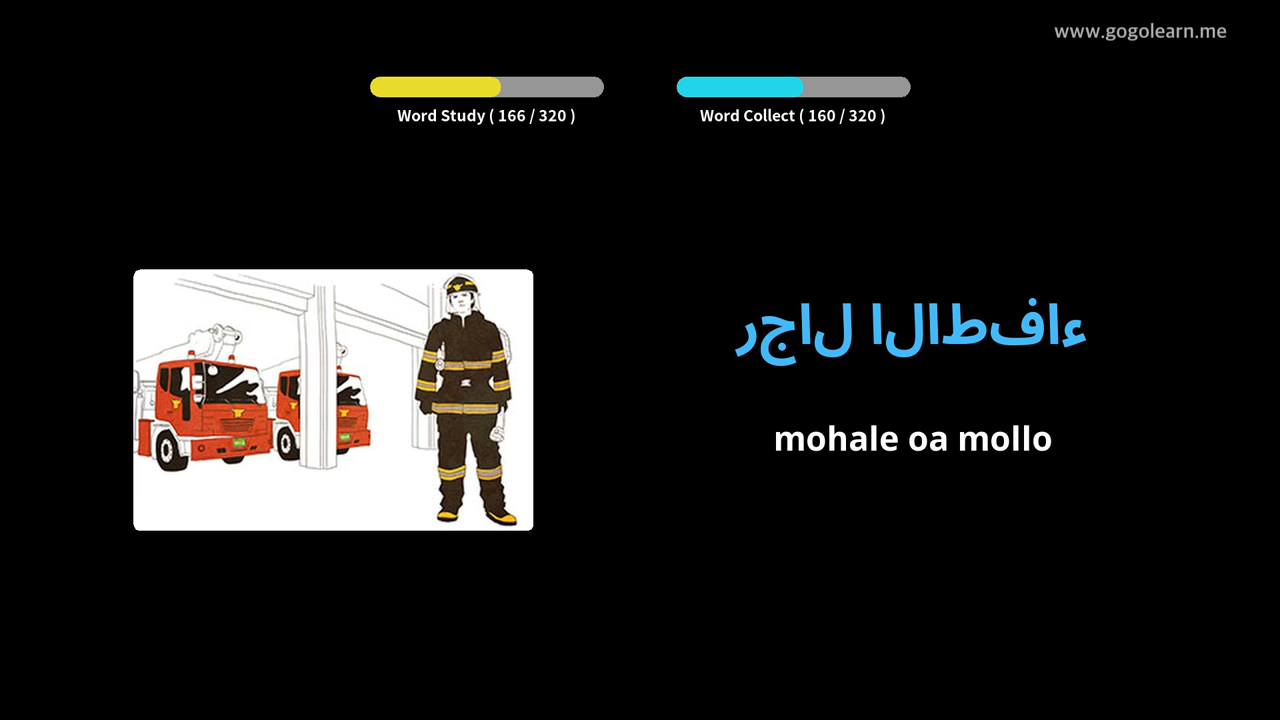 www.gogolearn.me
Word Study ( 166 / 320 )
Word Collect ( 160 / 320 )
رجال الاطفاء
mohale oa mollo